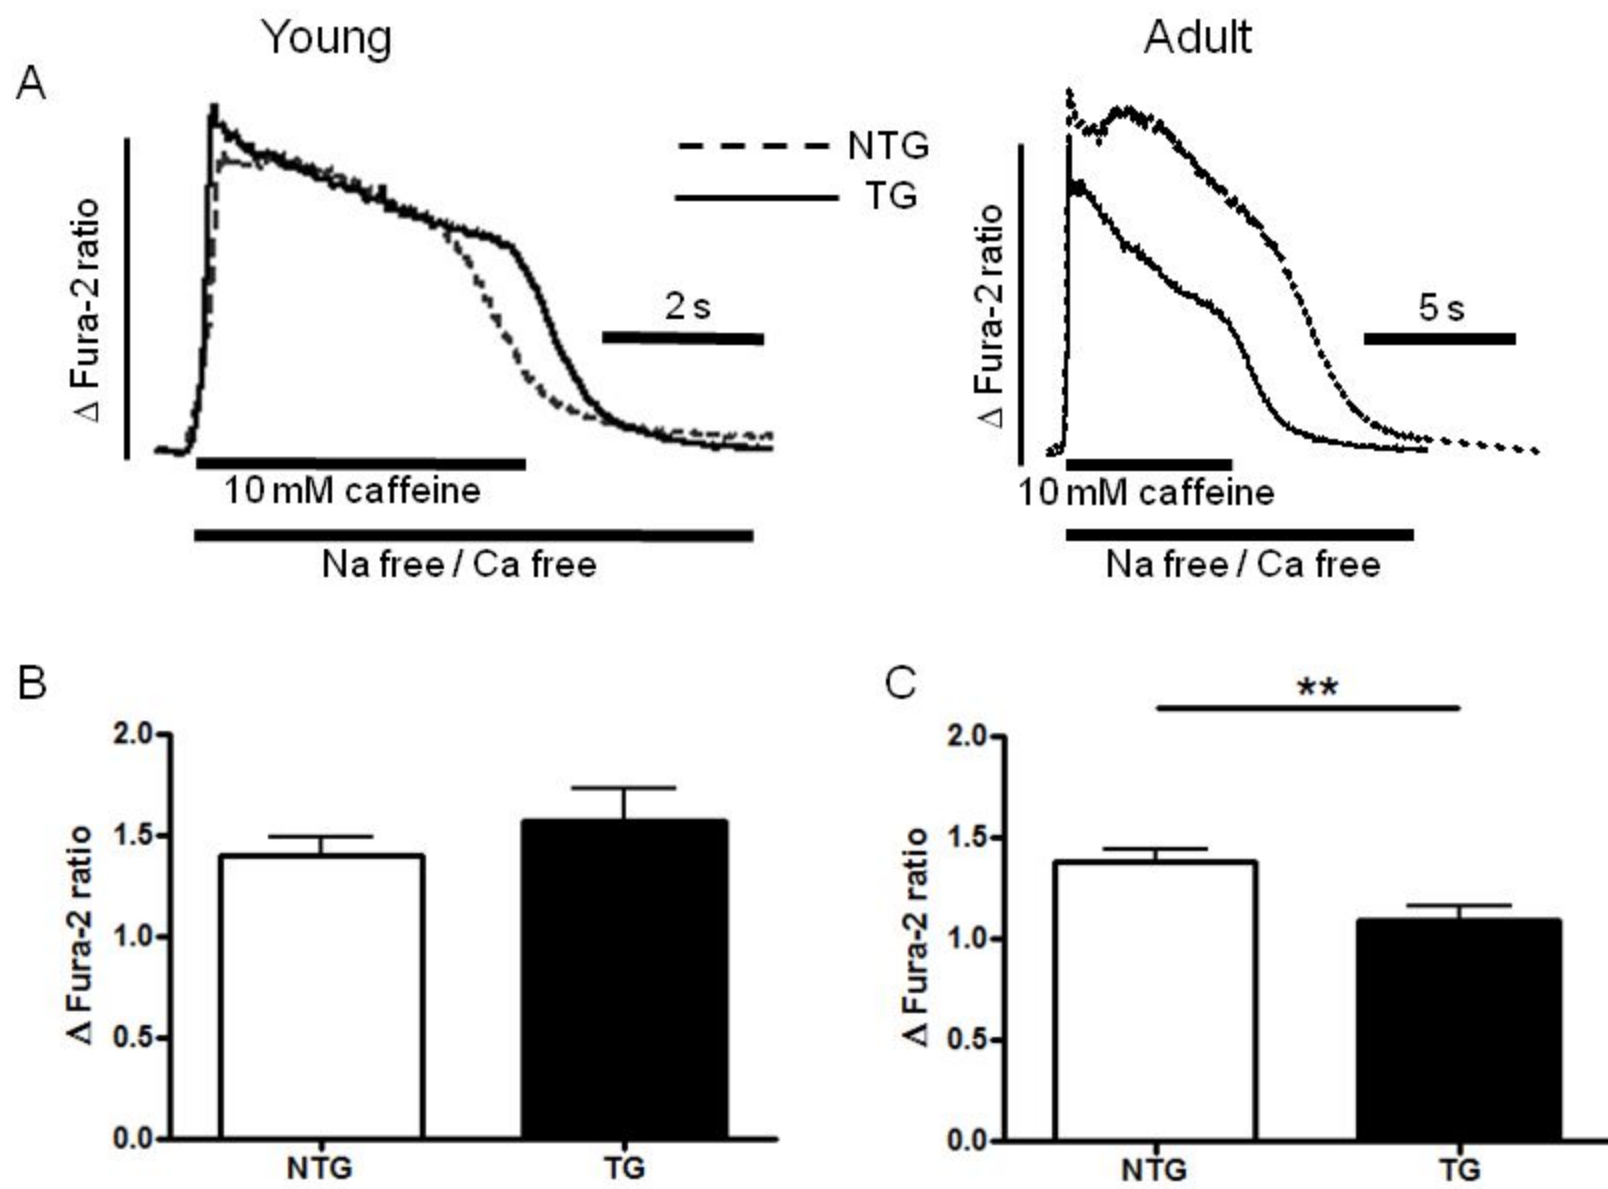 Young
Adult
A
NTG
TG
Δ Fura-2 ratio
2 s
10 mM caffeine
Na free / Ca free
Δ Fura-2 ratio
5 s
10 mM caffeine
Na free / Ca free
B
2.0
1.5
1.0
0.5
0.0
Δ Fura-2 ratio
NTG
TG
C
**
2.0
1.5
1.0
0.5
0.0
Δ Fura-2 ratio
NTG
TG